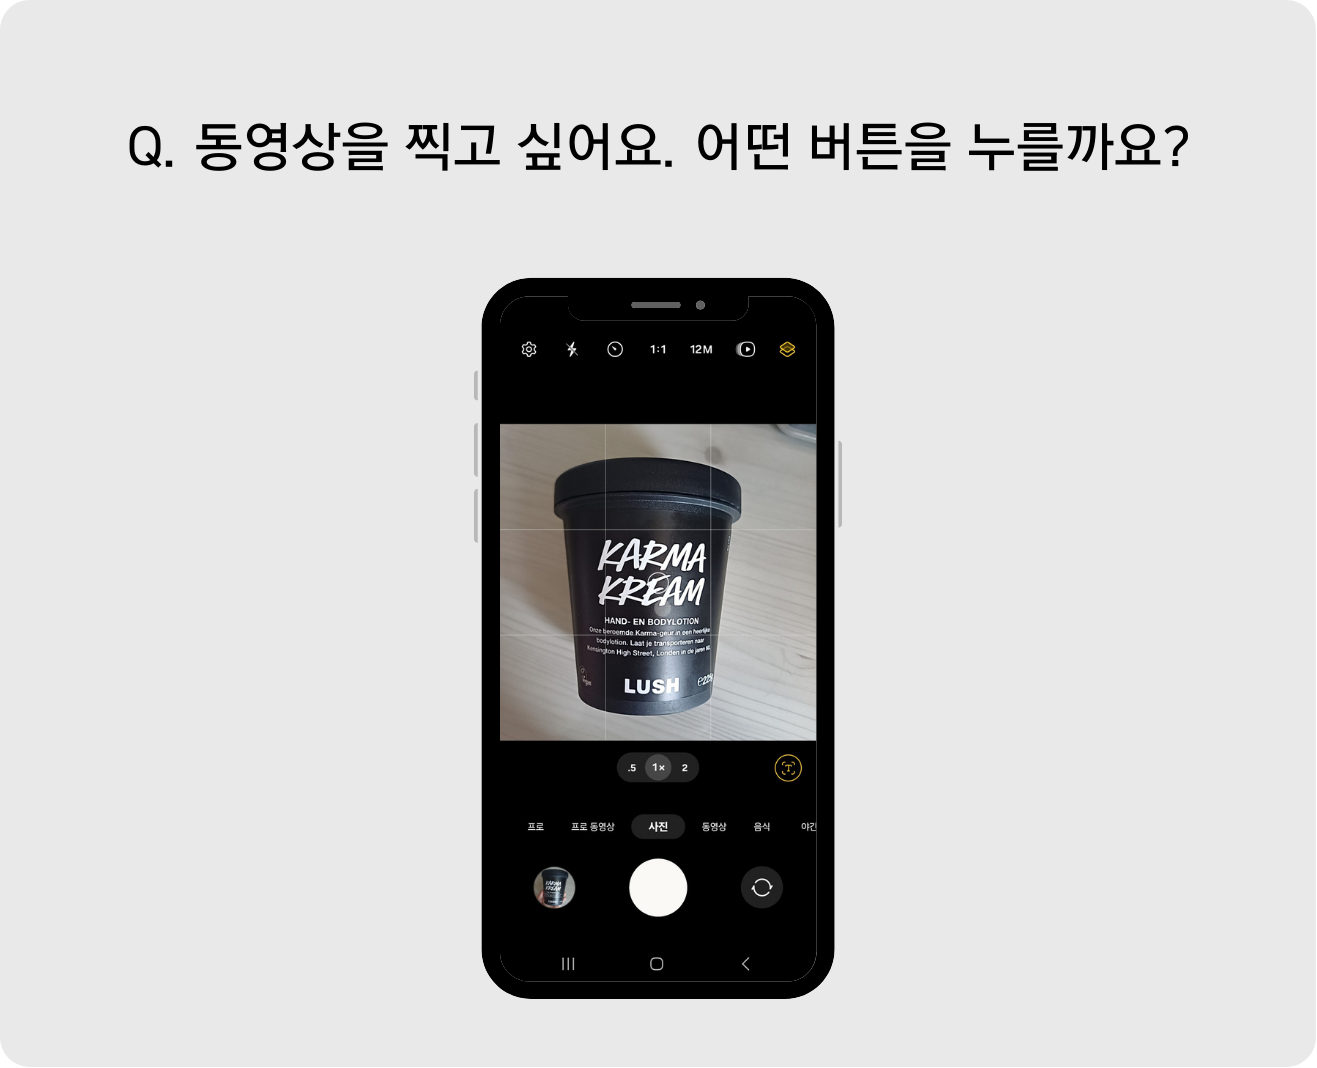 Q. 동영상을 찍고 싶어요. 어떤 버튼을 누를까요?
1:1 12M
KARMA
KREAM
HAND- EN BODYLOTION
Onze beroemde Karma-geur in een heerlijke
bodylotion. Laat je transporteren naar
Kensington High Street, Londen in de jaren 90.
vegan
LUSH ℮225g
.5 1× 2
T
프로 프로 동영상 사진 동영상 음식 야간